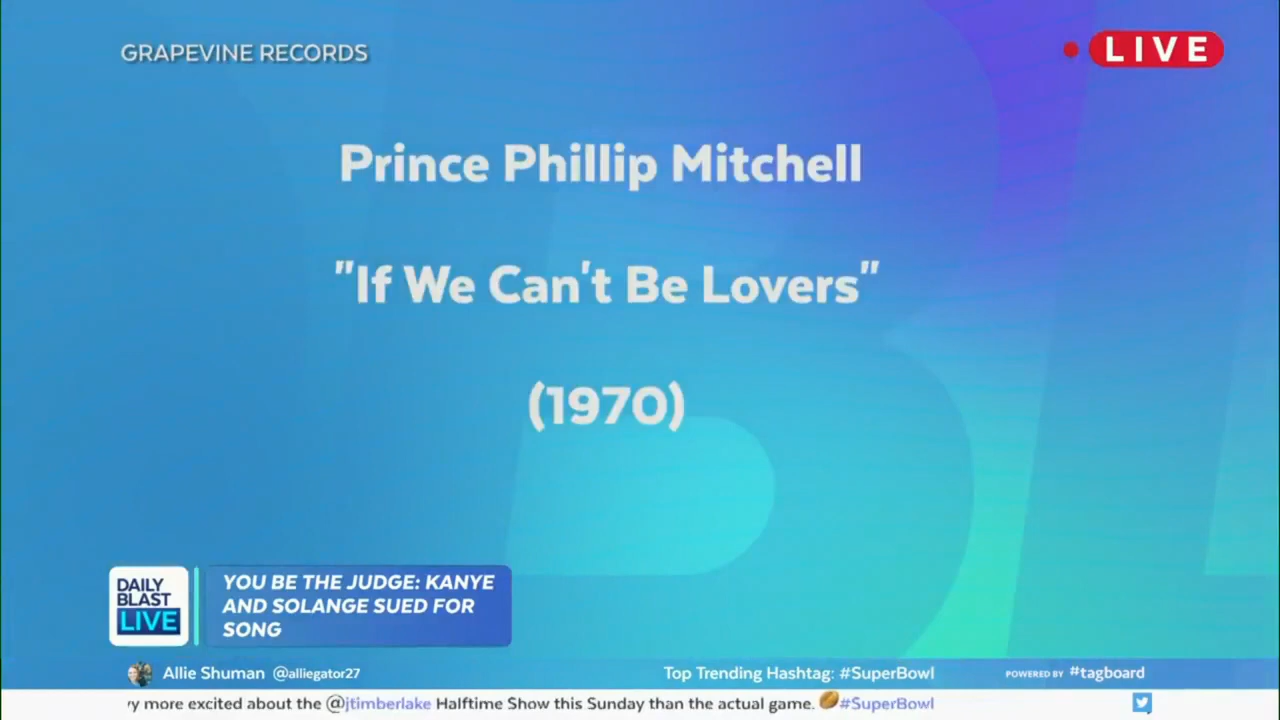 GRAPEVINE RECORDS
LIVE
Prince Phillip Mitchell
"If We Can't Be Lovers"
(1970)
DAILY
BLAST
LIVE
YOU BE THE JUDGE: KANYE
AND SOLANGE SUED FOR
SONG
Allie Shuman @alliegator27
Top Trending Hashtag: #SuperBowl
POWERED BY #tagboard
more excited about the @jtimberlake Halftime Show this Sunday than the actual game. 🏈#SuperBowl